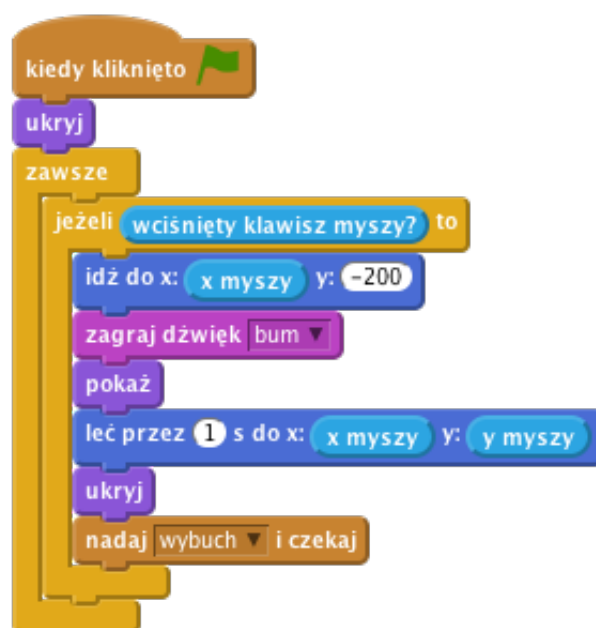 kiedy kliknięto
ukryj
zawsze
jeżeli wciśnięty klawisz myszy? to
idź do x: x myszy y: -200
zagraj dźwięk bum
pokaż
leć przez 1 s do x: x myszy y: y myszy
ukryj
nadaj wybuch i czekaj